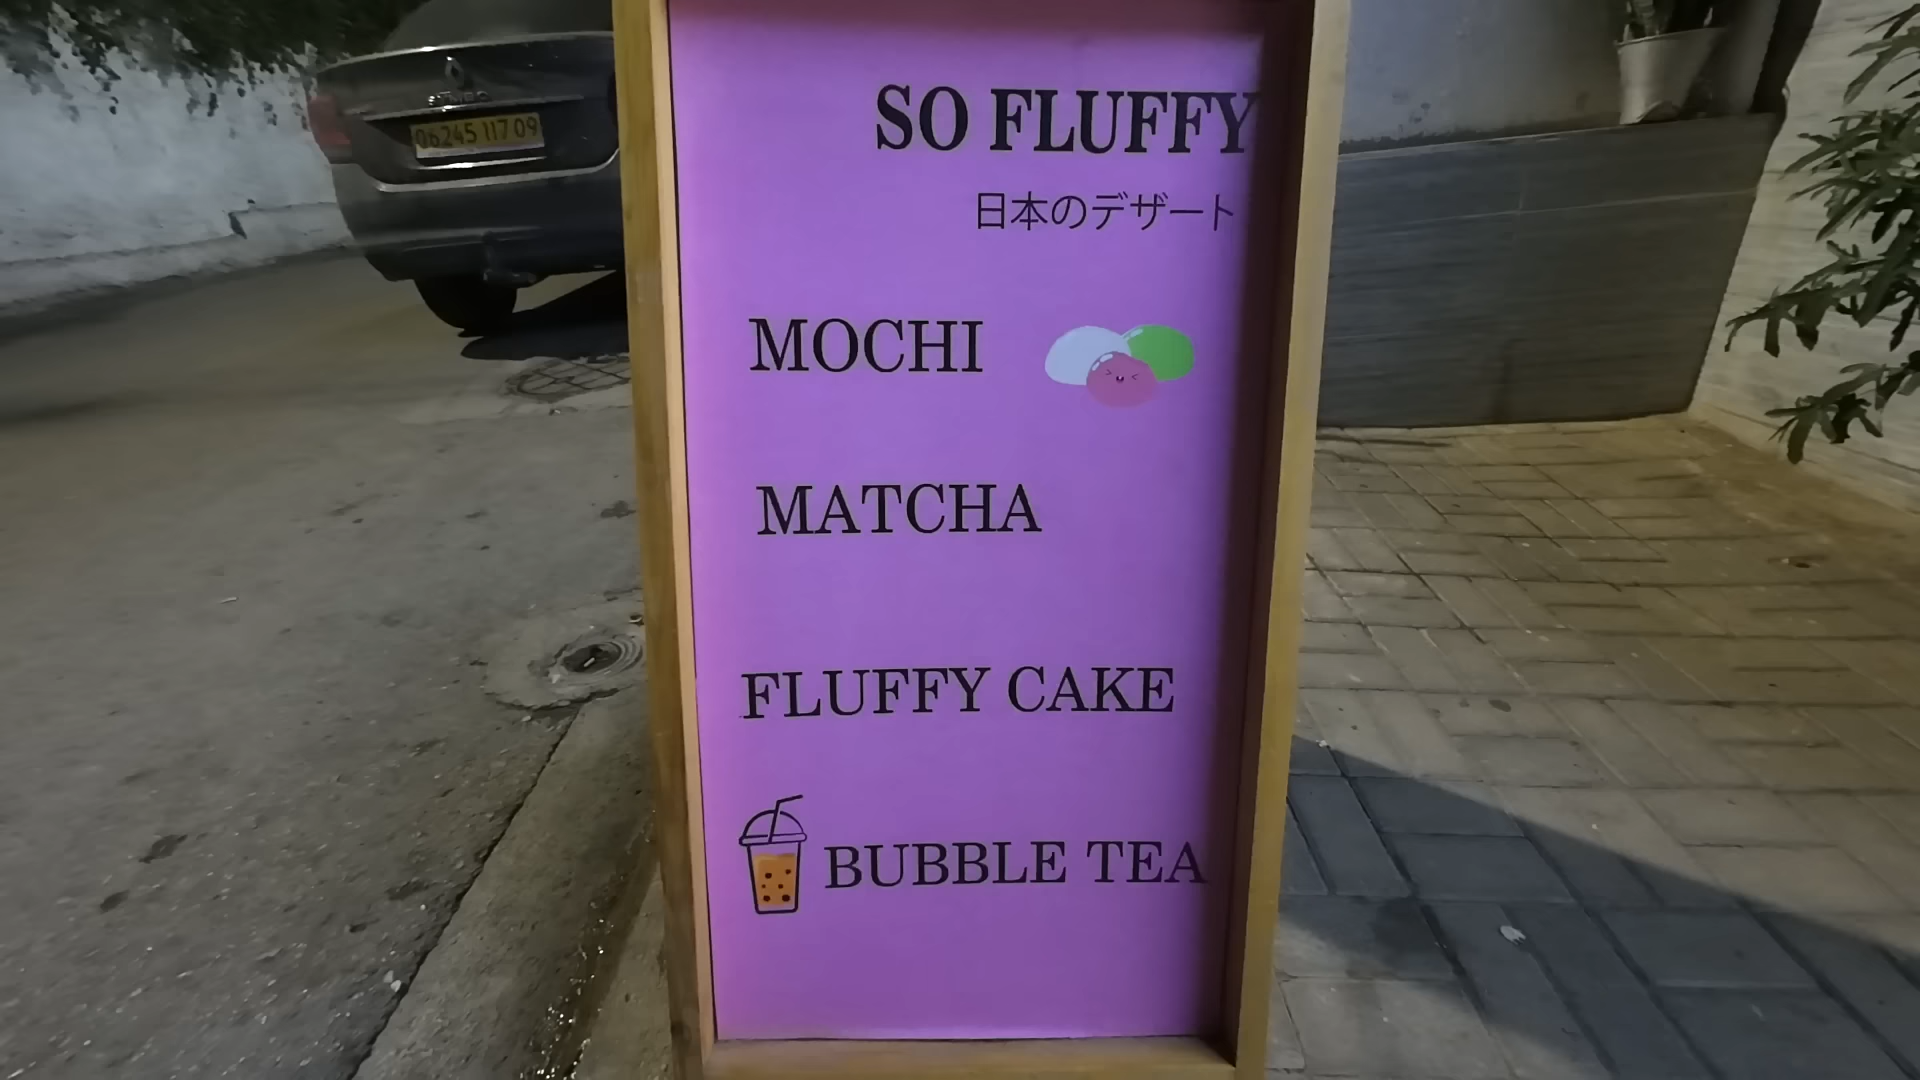 06245 117 09
SO FLUFFY
日本のデザート
MOCHI
MATCHA
FLUFFY CAKE
BUBBLE TEA